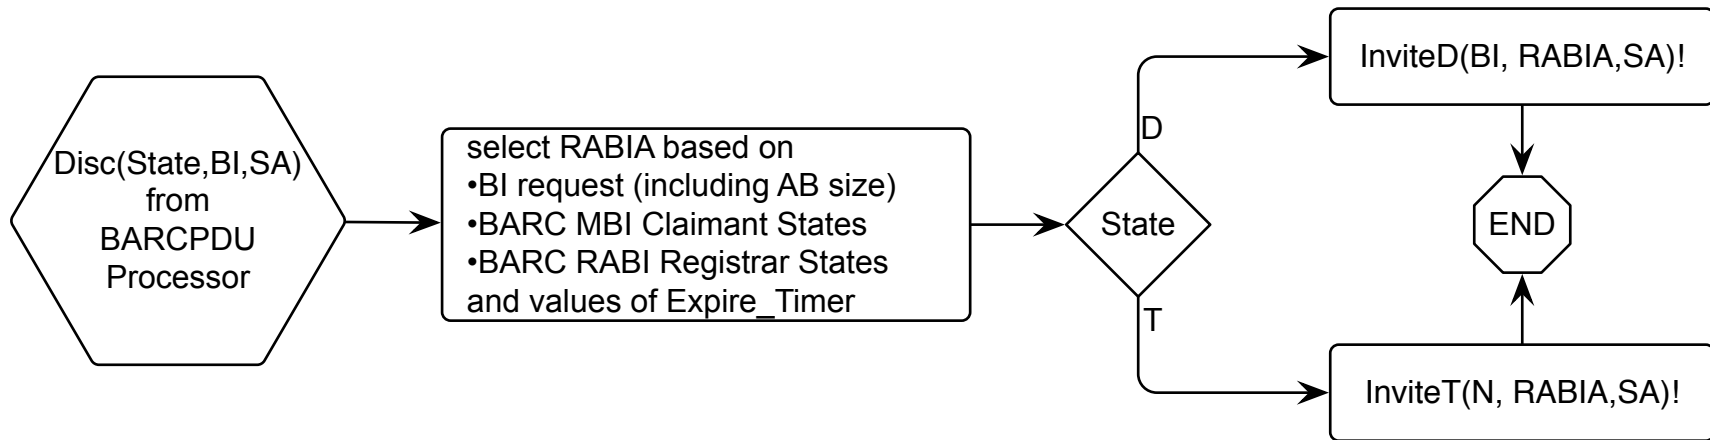 Disc(State,BI,SA)
from
BARCPDU
Processor
select RABIA based on
•BI request (including AB size)
•BARC MBI Claimant States
•BARC RABI Registrar States
and values of Expire_Timer
State
D
T
InviteD(BI, RABIA,SA)!
END
InviteT(N, RABIA,SA)!